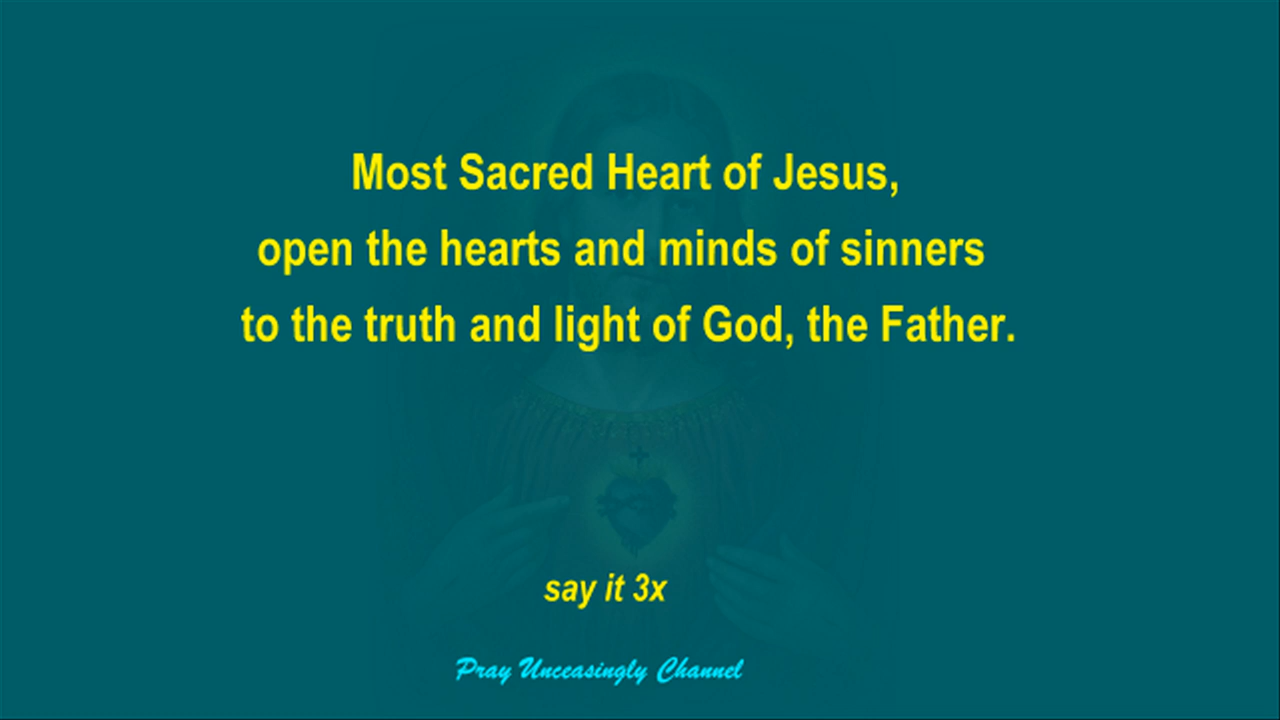 Most Sacred Heart of Jesus,
open the hearts and minds of sinners
to the truth and light of God, the Father.
say it 3x
Pray Unceasingly Channel